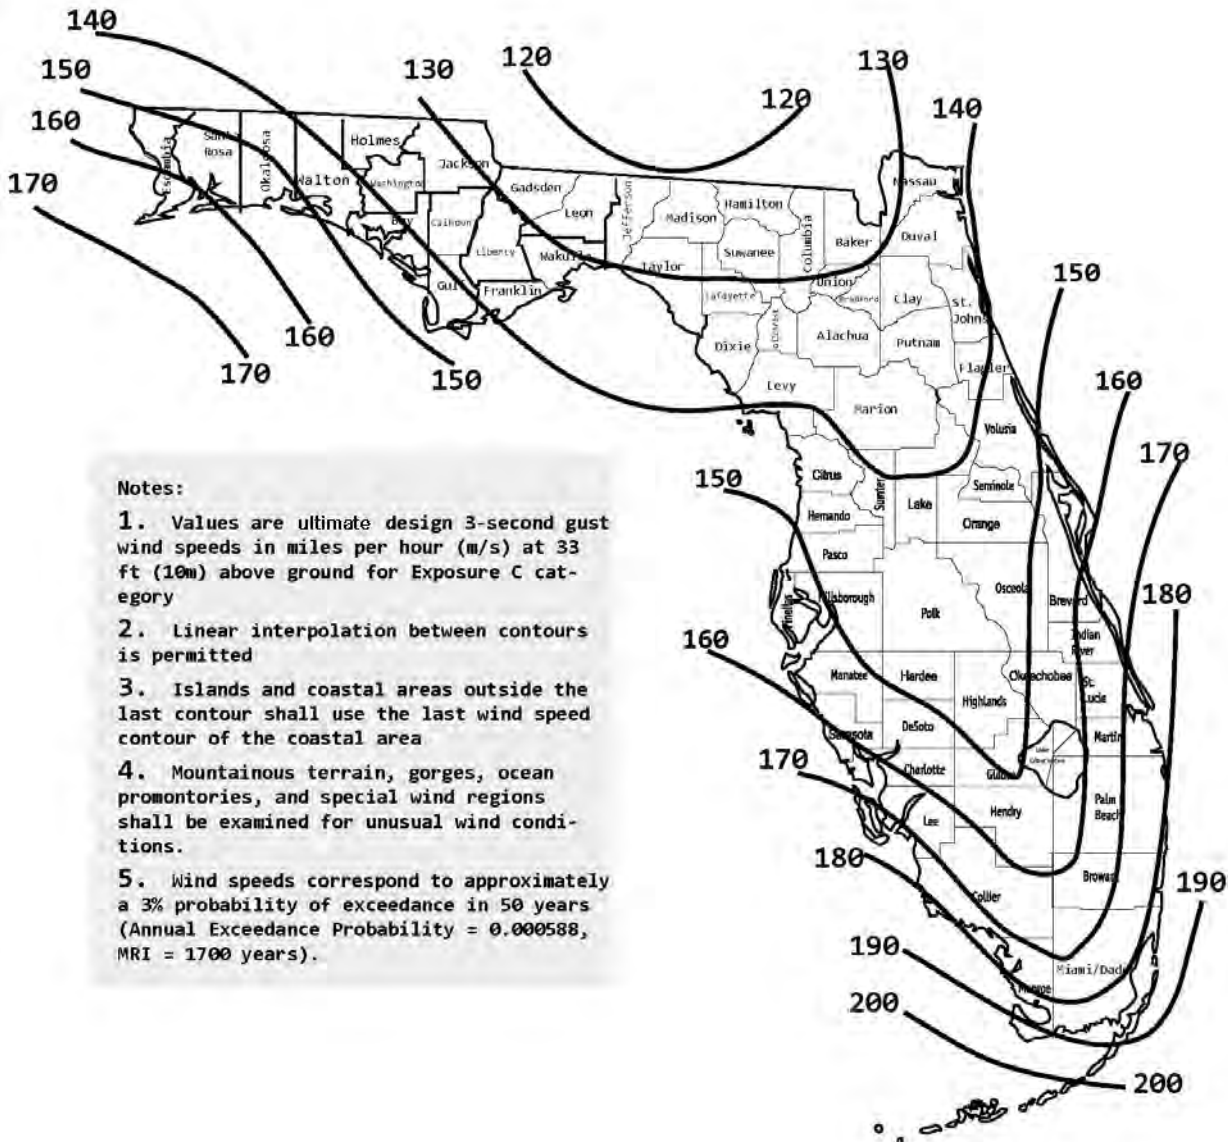 140
130
120
130
150
120
140
160
Holmes
Santa
Rosa
Okaloosa
Escambia
Jackson
170
Walton
Washington
Gadsden
Nassau
Leon
Jefferson
Madison
Hamilton
Columbia
Bay
Calhoun
Baker
Duval
Liberty
Wakulla
Taylor
Suwanee
150
Gulf
Franklin
Union
Lafayette
Bradford
Clay
St.
Johns
160
Dixie
Alachua
Putnam
170
150
Flagler
160
Levy
Marion
Volusia
170
150
Citrus
Sumter
Lake
Seminole
Hernando
Orange
Pasco
Osceola
Pinellas
Hillsborough
Polk
Brevard
180
160
Indian
River
Manatee
Hardee
Okeechobee
Highlands
St.
Lucie
Sarasota
DeSoto
Martin
170
Charlotte
Glades
Lee
Hendry
Palm
Beach
180
Broward
Collier
190
190
Miami/Dade
Monroe
200
200
Notes:
1. Values are ultimate design 3-second gust
wind speeds in miles per hour (m/s) at 33
ft (10m) above ground for Exposure C cat-
egory
2. Linear interpolation between contours
is permitted
3. Islands and coastal areas outside the
last contour shall use the last wind speed
contour of the coastal area
4. Mountainous terrain, gorges, ocean
promontories, and special wind regions
shall be examined for unusual wind condi-
tions.
5. Wind speeds correspond to approximately
a 3% probability of exceedance in 50 years
(Annual Exceedance Probability = 0.000588,
MRI = 1700 years).